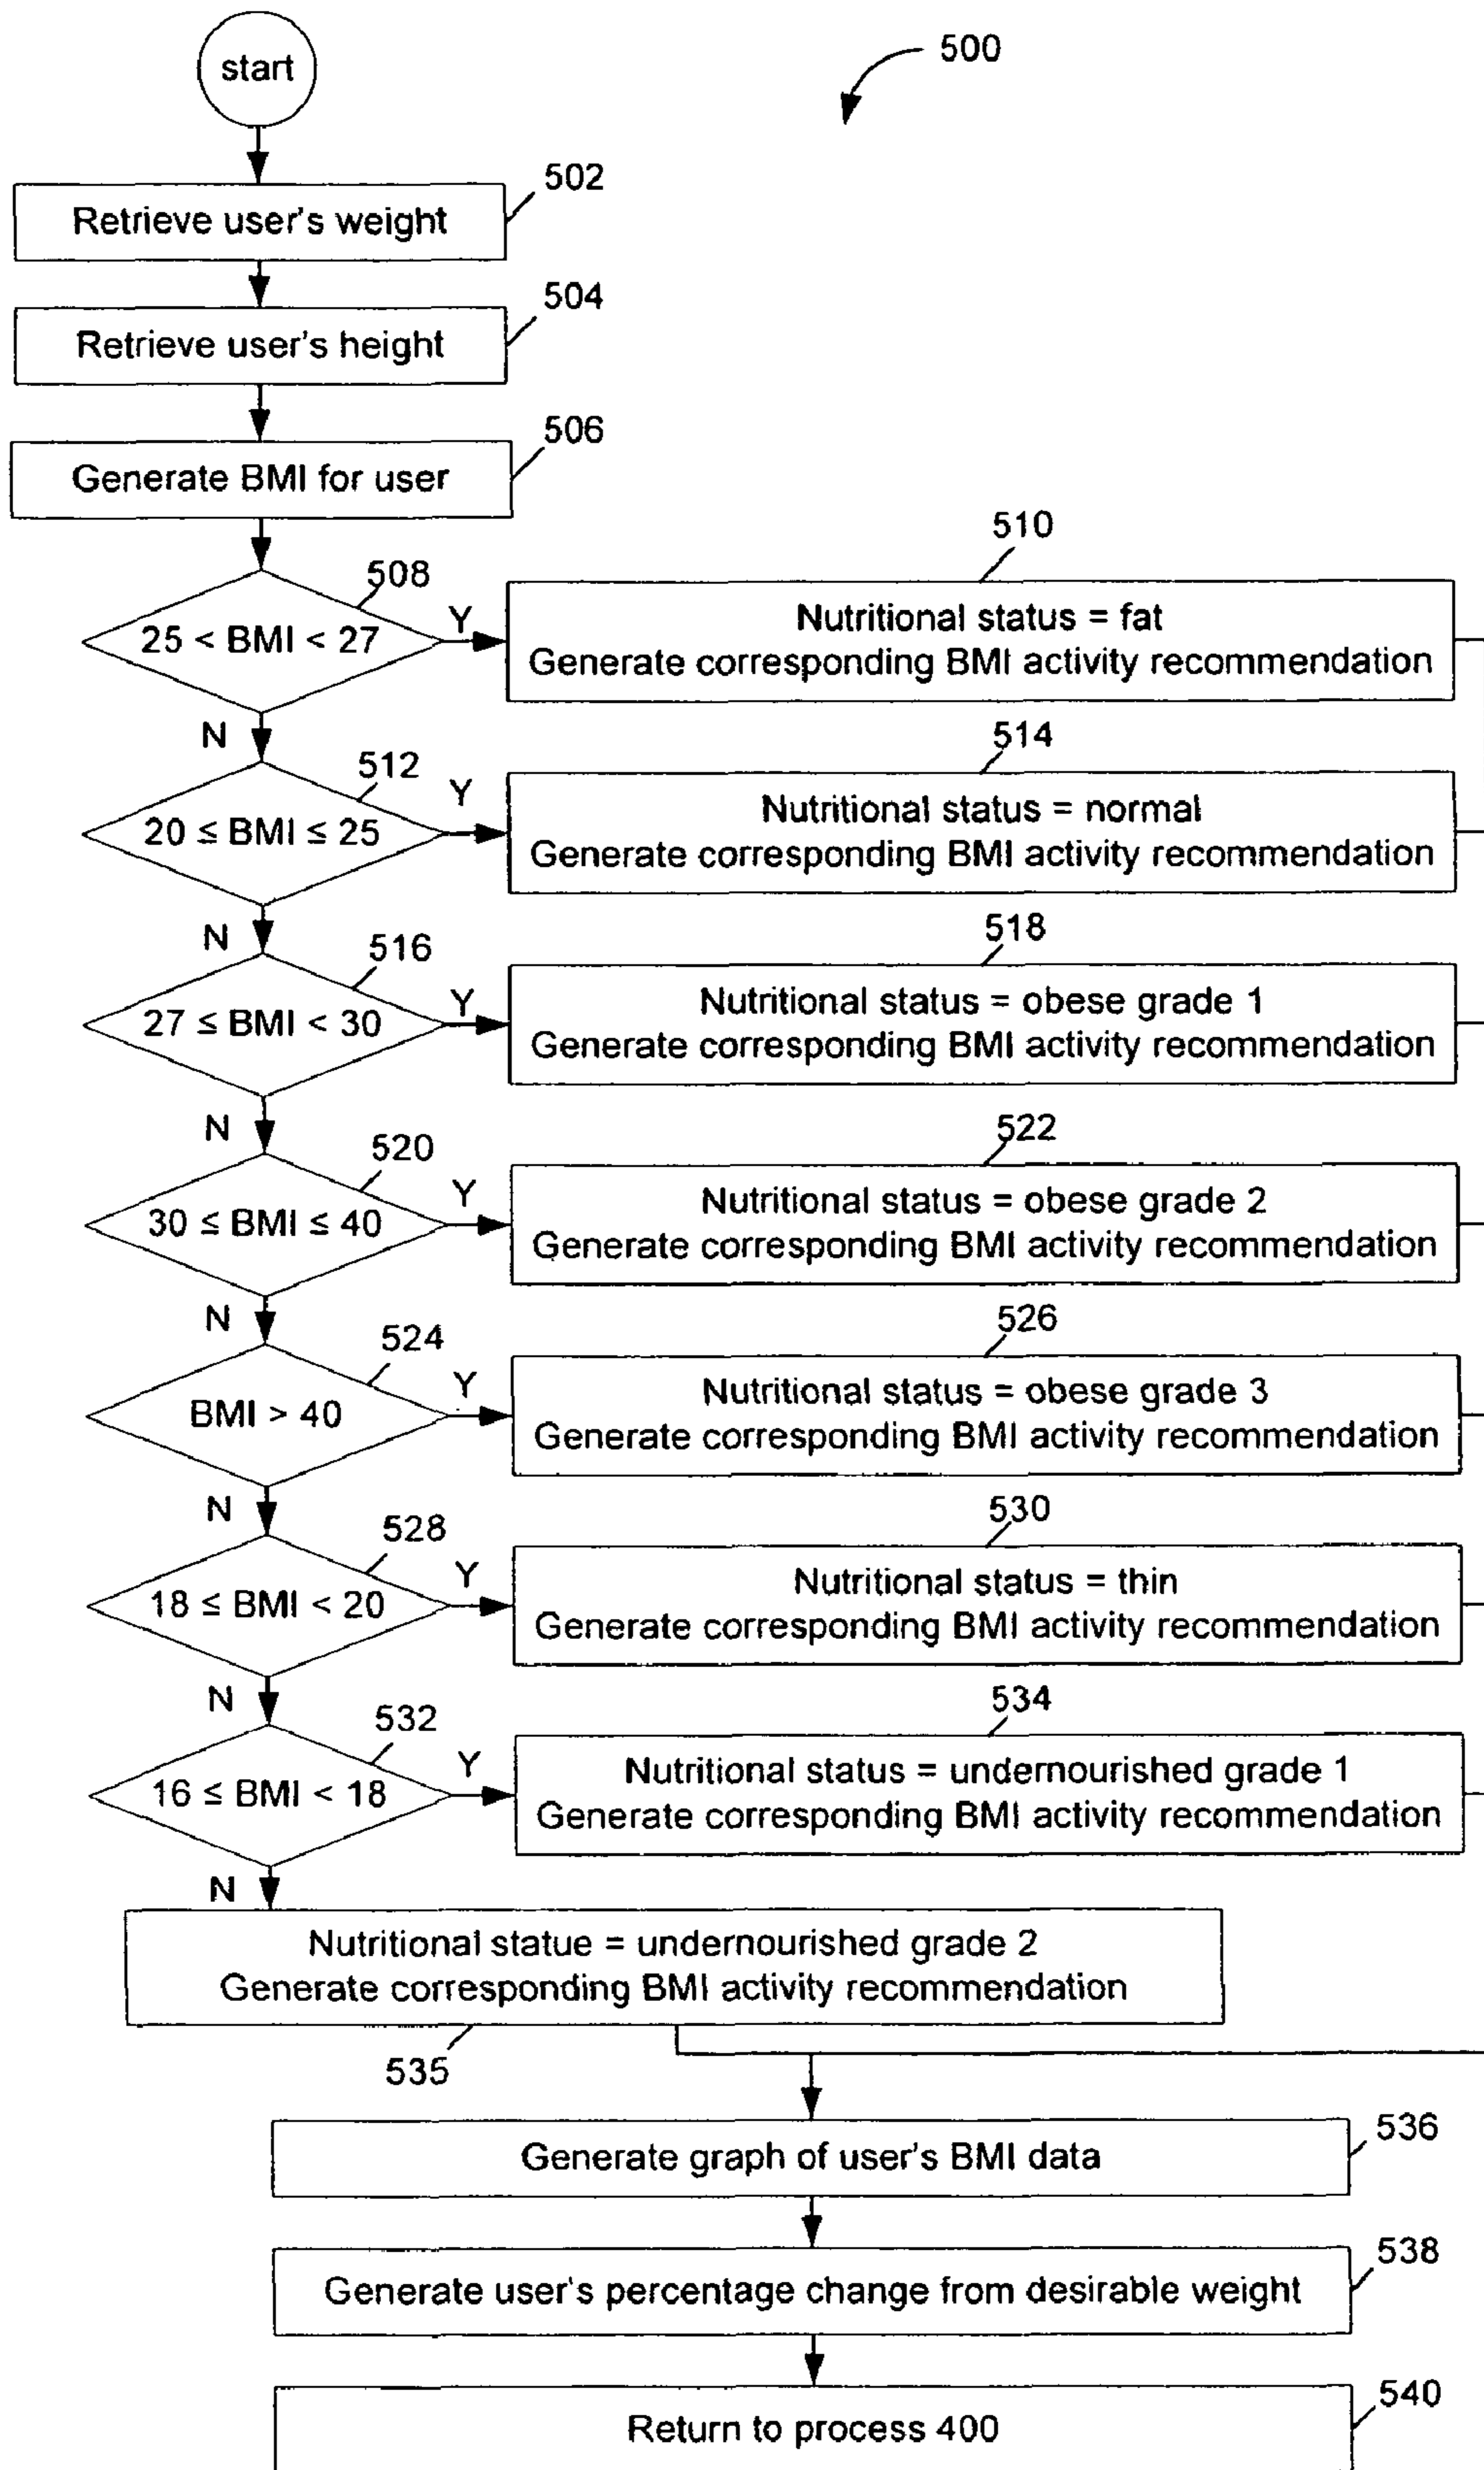 start
500
502
Retrieve user's weight
504
Retrieve user's height
506
Generate BMI for user
508
25 < BMI < 27
Y
N
510
Nutritional status = fat
Generate corresponding BMI activity recommendation
512
20 ≤ BMI ≤ 25
Y
N
514
Nutritional status = normal
Generate corresponding BMI activity recommendation
516
27 ≤ BMI < 30
Y
N
518
Nutritional status = obese grade 1
Generate corresponding BMI activity recommendation
520
30 ≤ BMI ≤ 40
Y
N
522
Nutritional status = obese grade 2
Generate corresponding BMI activity recommendation
524
BMI > 40
Y
N
526
Nutritional status = obese grade 3
Generate corresponding BMI activity recommendation
528
18 ≤ BMI < 20
Y
N
530
Nutritional status = thin
Generate corresponding BMI activity recommendation
532
16 ≤ BMI < 18
Y
N
534
Nutritional status = undernourished grade 1
Generate corresponding BMI activity recommendation
Nutritional statue = undernourished grade 2
Generate corresponding BMI activity recommendation
535
536
Generate graph of user's BMI data
538
Generate user's percentage change from desirable weight
540
Return to process 400